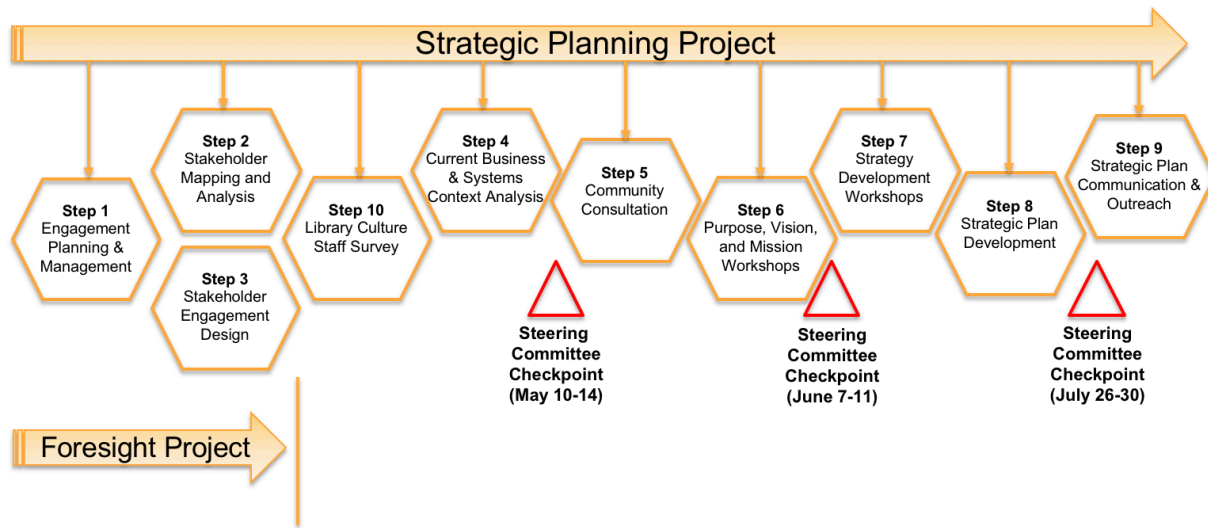 Strategic Planning Project
Step 1
Engagement
Planning &
Management
Step 2
Stakeholder
Mapping and
Analysis
Step 3
Stakeholder
Engagement
Design
Step 10
Library Culture
Staff Survey
Step 4
Current Business
& Systems
Context Analysis
Step 5
Community
Consultation
Step 6
Purpose, Vision,
and Mission
Workshops
Step 7
Strategy
Development
Workshops
Step 8
Strategic Plan
Development
Step 9
Strategic Plan
Communication &
Outreach
Steering
Committee
Checkpoint
(May 10-14)
Steering
Committee
Checkpoint
(June 7-11)
Steering
Committee
Checkpoint
(July 26-30)
Foresight Project